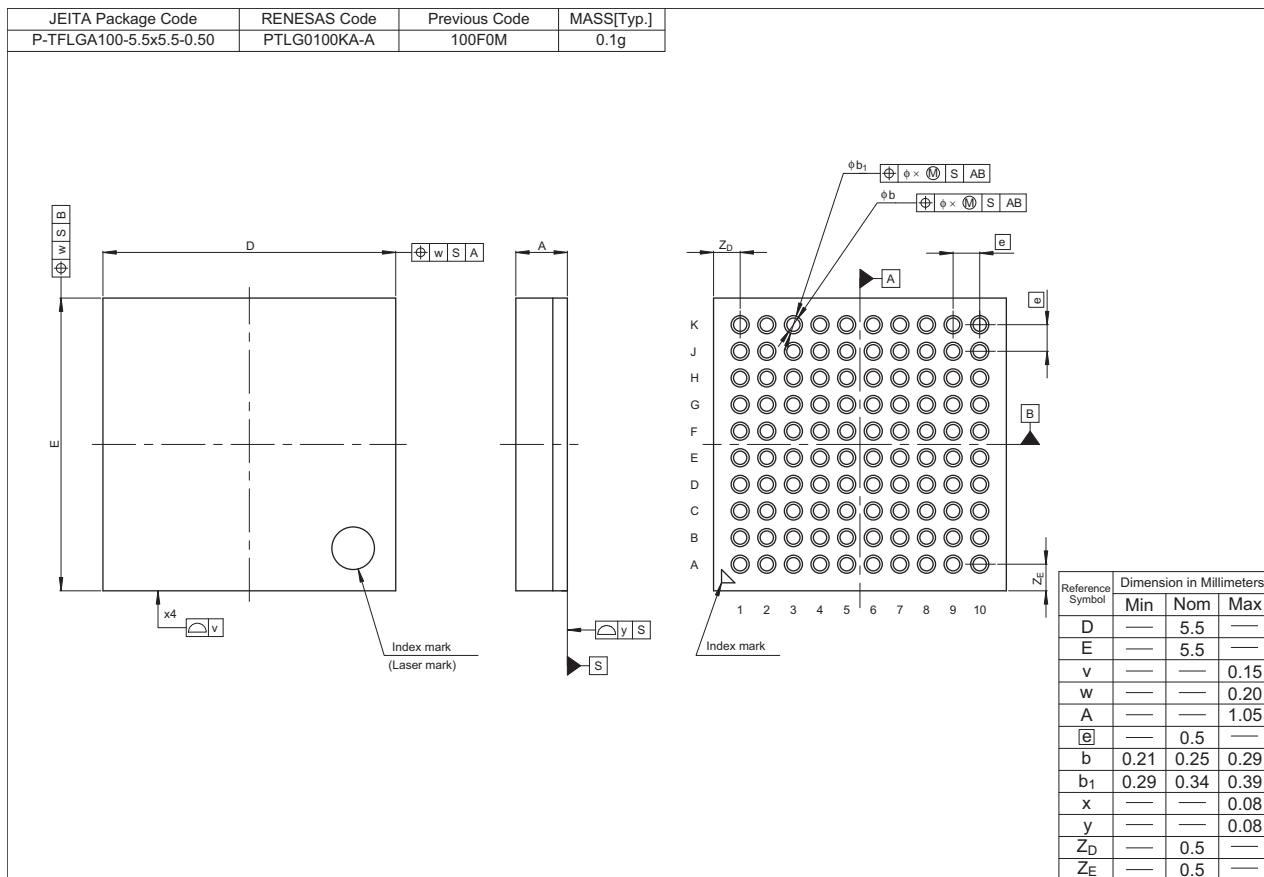 JEITA Package Code RENESAS Code Previous Code MASS[Typ.]
P-TFLGA100-5.5x5.5-0.50 PTLG0100KA-A 100F0M 0.1g
φb1 φ × Ⓜ S AB
φb φ × Ⓜ S AB
w S B
D
w S A
A
ZD
A
e
e
E
B
K
J
H
G
F
E
D
C
B
A
ZE
1 2 3 4 5 6 7 8 9 10
x4
v
Index mark
(Laser mark)
y S
S
Index mark
Reference Symbol Dimension in Millimeters
Min Nom Max
D — 5.5 —
E — 5.5 —
v — — 0.15
w — — 0.20
A — — 1.05
e — 0.5 —
b 0.21 0.25 0.29
b1 0.29 0.34 0.39
x — — 0.08
y — — 0.08
ZD — 0.5 —
ZE — 0.5 —